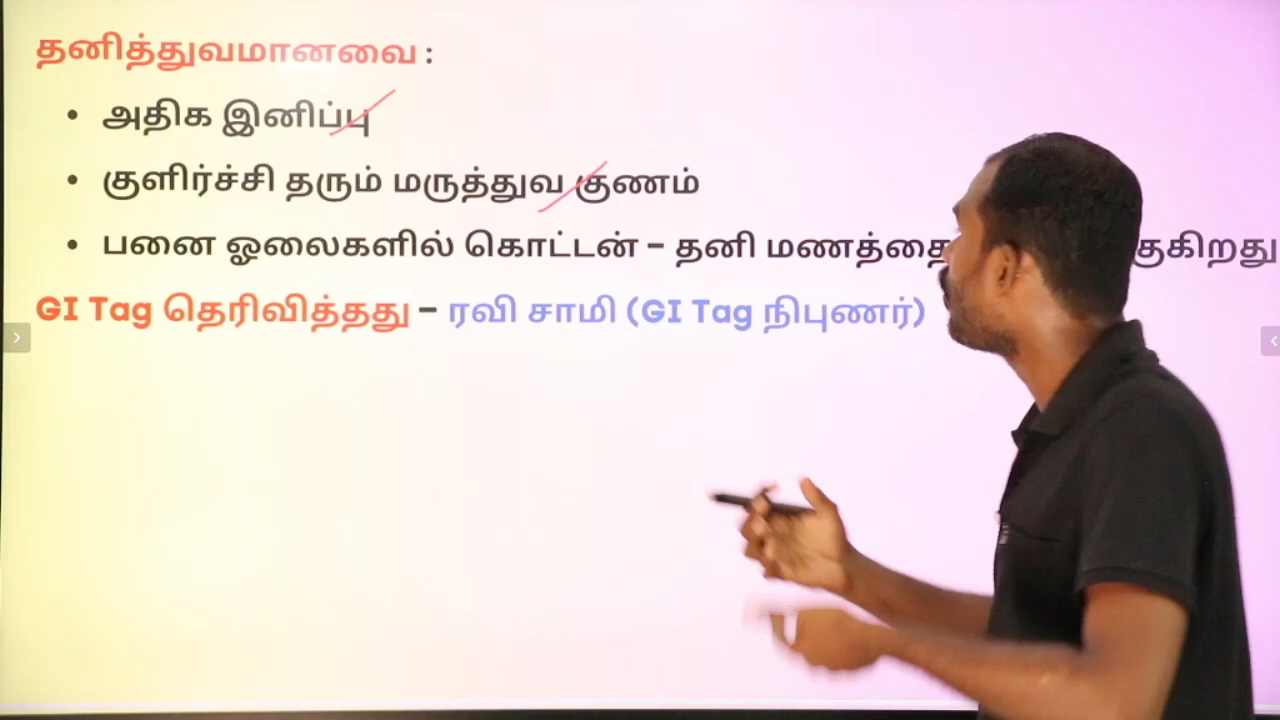 தனித்துவமானவை :
• அதிக இனிப்பு
• குளிர்ச்சி தரும் மருத்துவ குணம்
• பனை ஓலைகளில் கொட்டன் – தனி மணத்தை
GI Tag தெரிவித்தது – ரவி சாமி (GI Tag நிபுணர்)